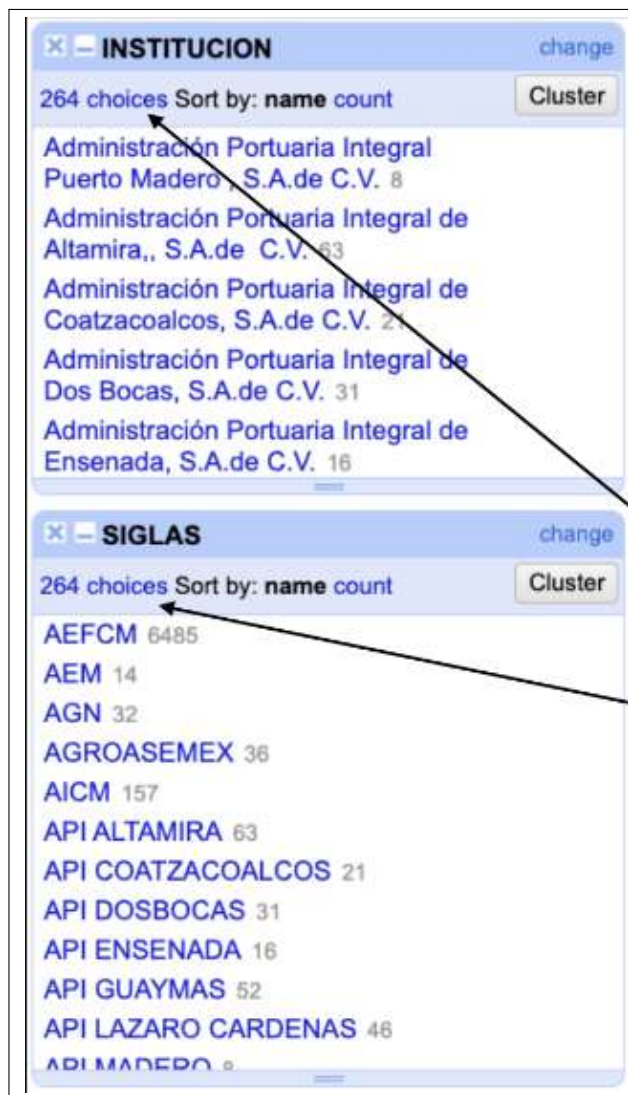 INSTITUCION change
264 choices Sort by: name count Cluster
Administración Portuaria Integral
Puerto Madero , S.A.de C.V. 8
Administración Portuaria Integral de
Altamira,, S.A.de C.V. 63
Administración Portuaria Integral de
Coatzacoalcos, S.A.de C.V. 21
Administración Portuaria Integral de
Dos Bocas, S.A.de C.V. 31
Administración Portuaria Integral de
Ensenada, S.A.de C.V. 16
SIGLAS change
264 choices Sort by: name count Cluster
AEFCM 6485
AEM 14
AGN 32
AGROASEMEX 36
AICM 157
API ALTAMIRA 63
API COATZACOALCOS 21
API DOSBOCAS 31
API ENSENADA 16
API GUAYMAS 52
API LAZARO CARDENAS 46
API MADERO 8